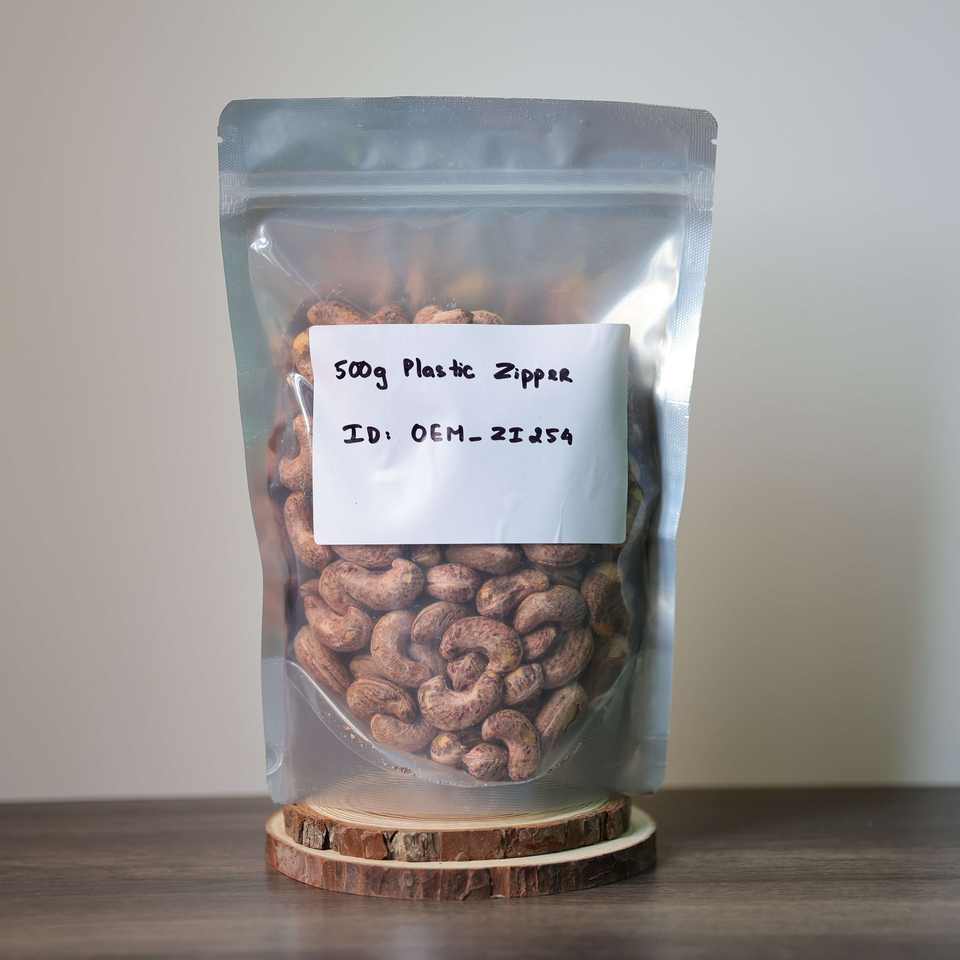 500g Plastic Zipper
ID: OEM_ZI254